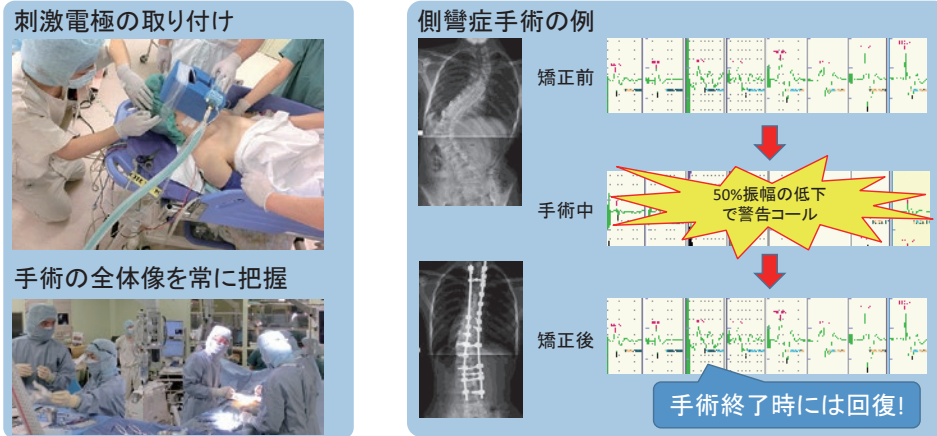 刺激電極の取り付け
手術の全体像を常に把握
側彎症手術の例
矯正前
手術中
50%振幅の低下
で警告コール
矯正後
手術終了時には回復!